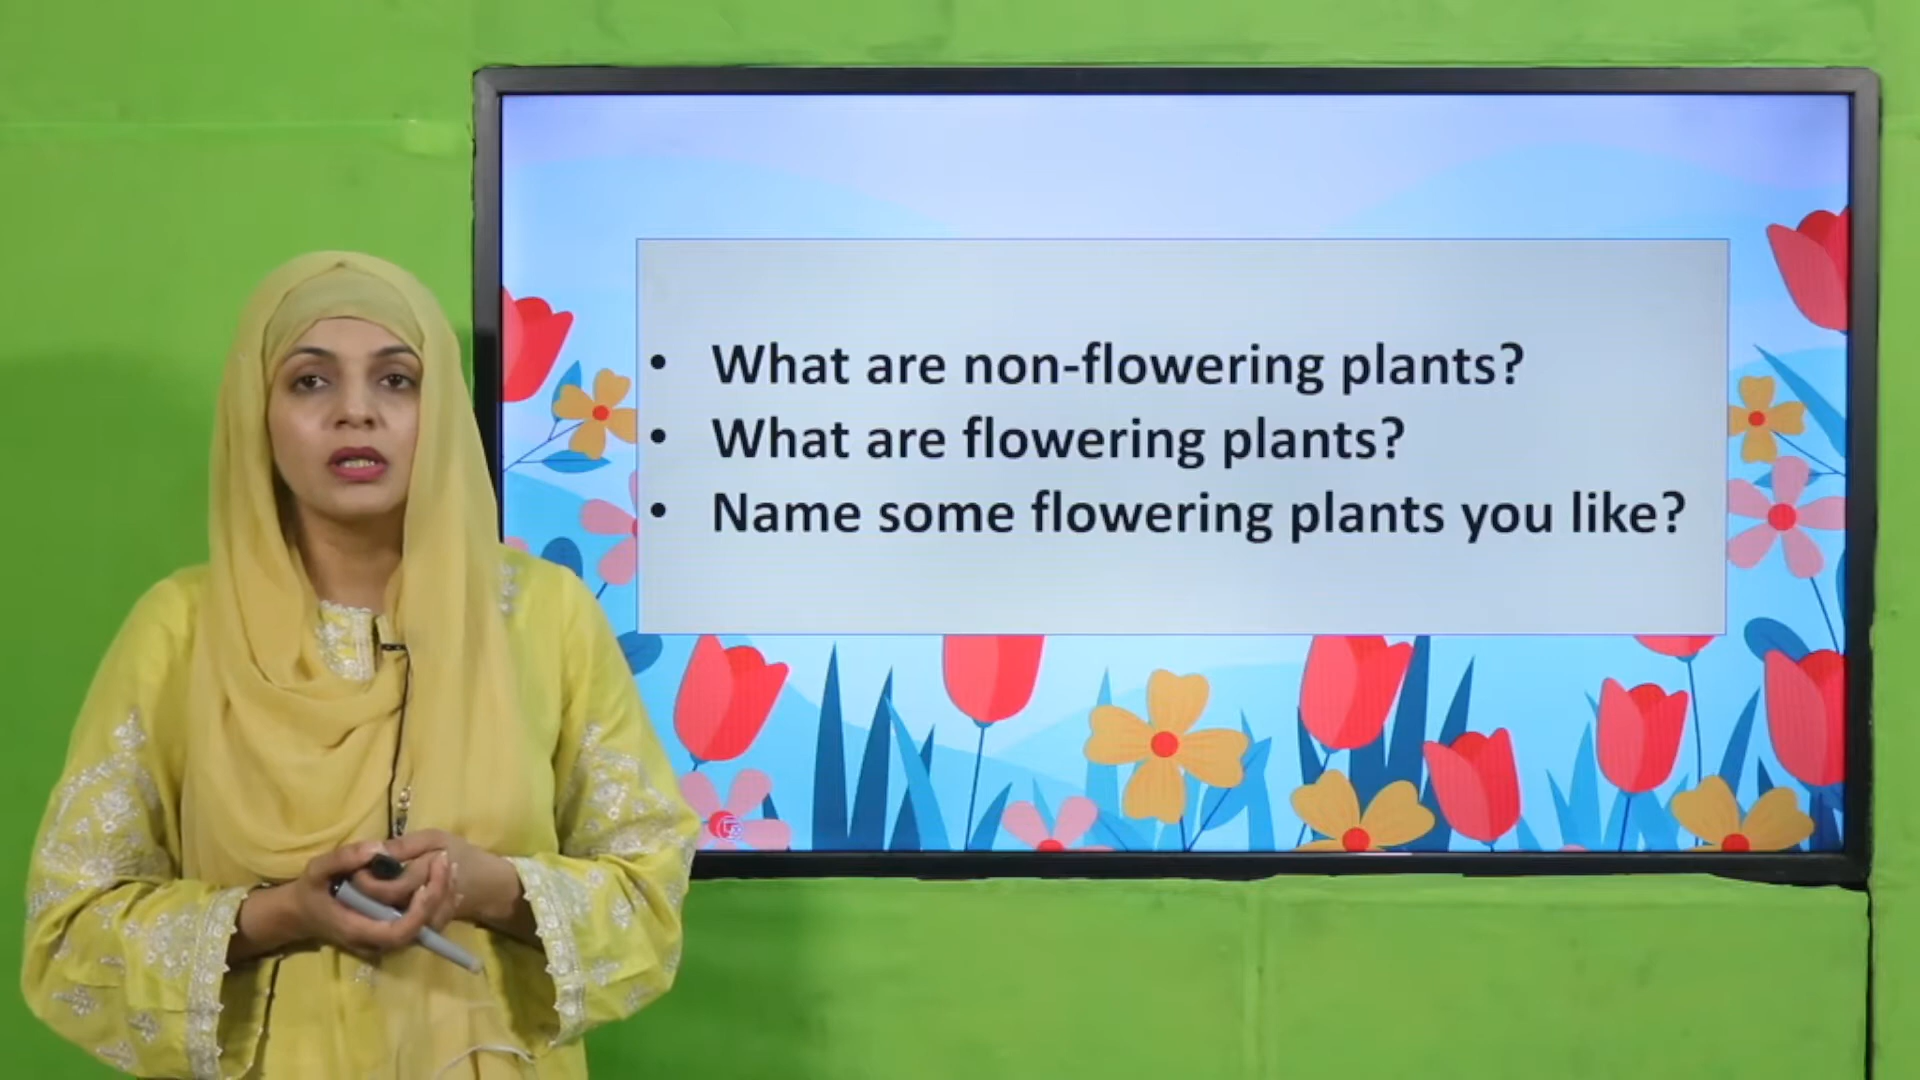 • What are non-flowering plants?
• What are flowering plants?
• Name some flowering plants you like?